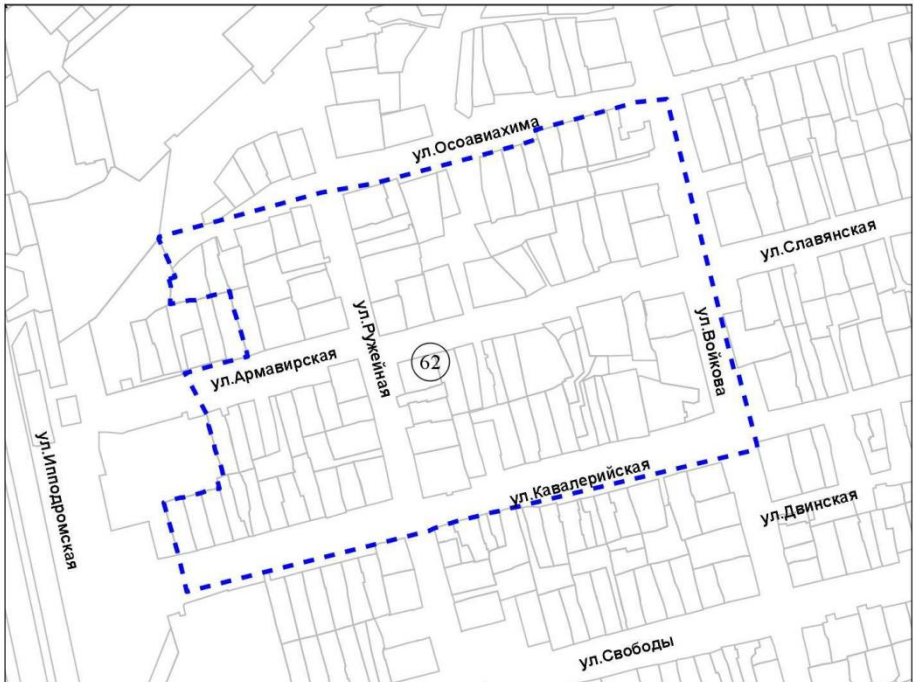 ул.Осоавиахима
ул.Славянская
ул.Ружейная
ул.Войкова
62
ул.Армавирская
ул.Ипподромская
ул.Кавалерийская
ул.Двинская
ул.Свободы